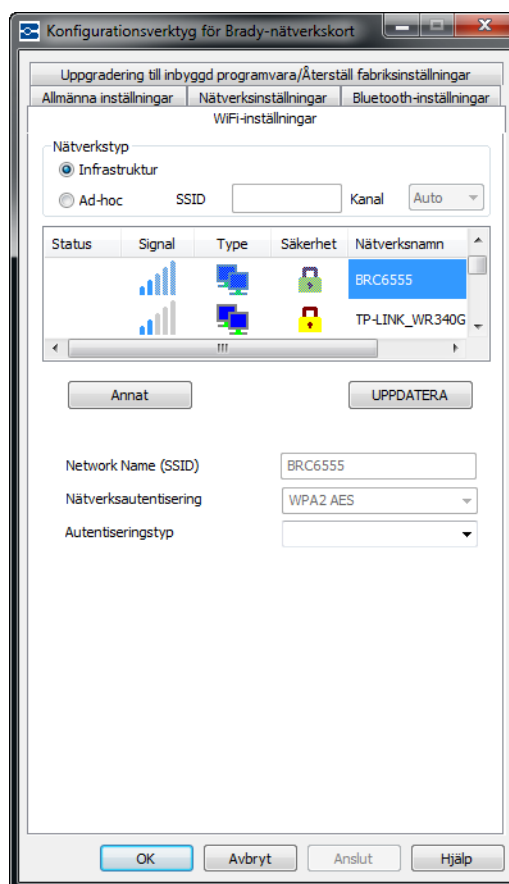 Konfigurationsverktyg för Brady-nätverkskort
Uppgradering till inbyggd programvara/Återställ fabriksinställningar
Allmänna inställningar Nätverksinställningar Bluetooth-inställningar
WiFi-inställningar
Nätverkstyp
Infrastruktur
Ad-hoc SSID Kanal Auto
Status Signal Type Säkerhet Nätverksnamn
BRC6555
TP-LINK_WR340G
Annat UPPDATERA
Network Name (SSID) BRC6555
Nätverksautentisering WPA2 AES
Autentiseringstyp
OK Avbryt Anslut Hjälp